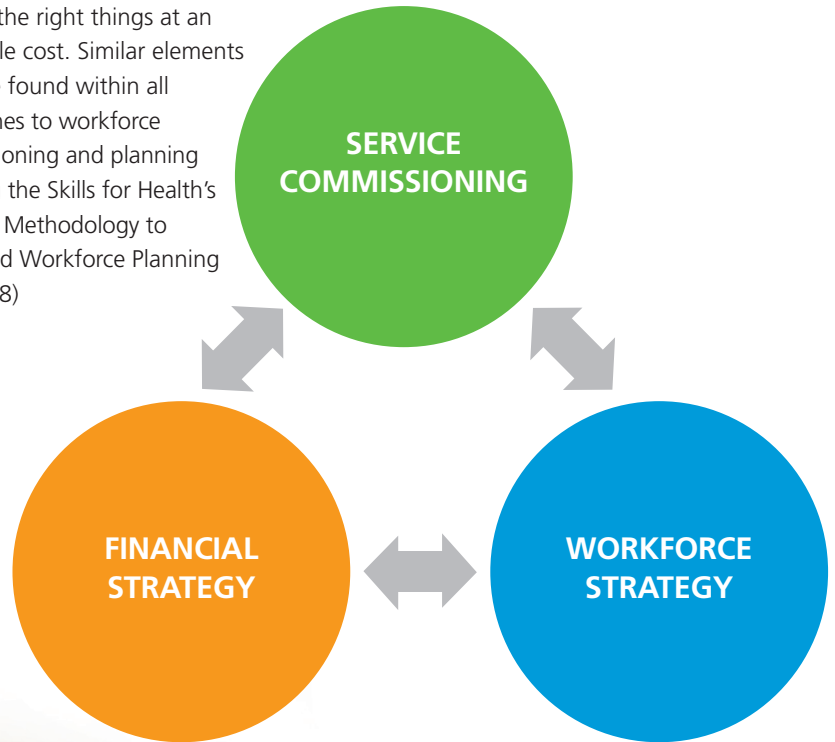 the right things at an
le cost. Similar elements
found within all
nes to workforce
oning and planning
the Skills for Health's
Methodology to
d Workforce Planning
8)
SERVICE
COMMISSIONING
FINANCIAL
STRATEGY
WORKFORCE
STRATEGY